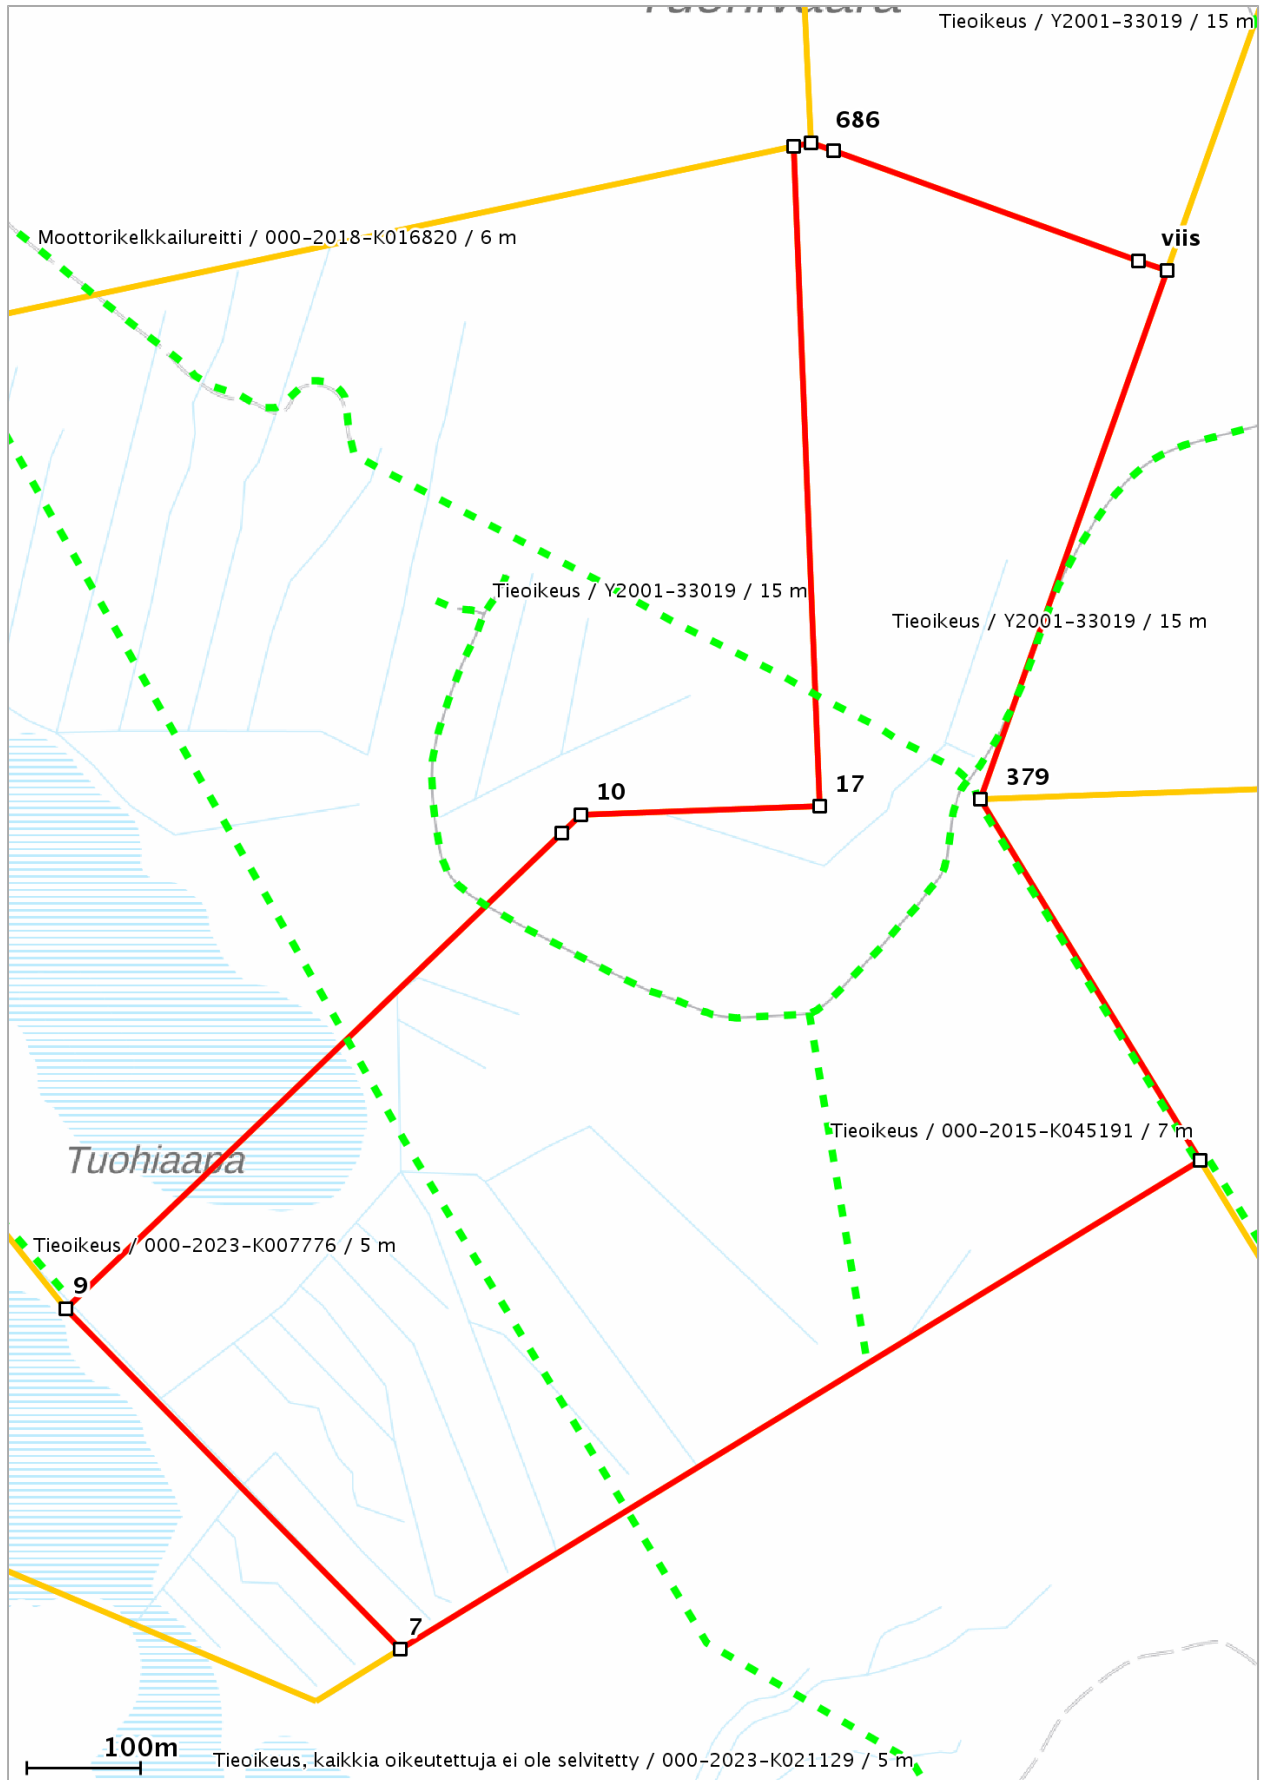 Tieoikeus / Y2001-33019 / 15 m
686
viis
Moottorikelkkailureitti / 000-2018-K016820 / 6 m
Tieoikeus / Y2001-33019 / 15 m
Tieoikeus / Y2001-33019 / 15 m
379
17
10
Tieoikeus / 000-2015-K045191 / 7 m
Tuohiaapa
Tieoikeus / 000-2023-K007776 / 5 m
9
7
100m
Tieoikeus, kaikkia oikeutettuja ei ole selvitetty / 000-2023-K021129 / 5 m